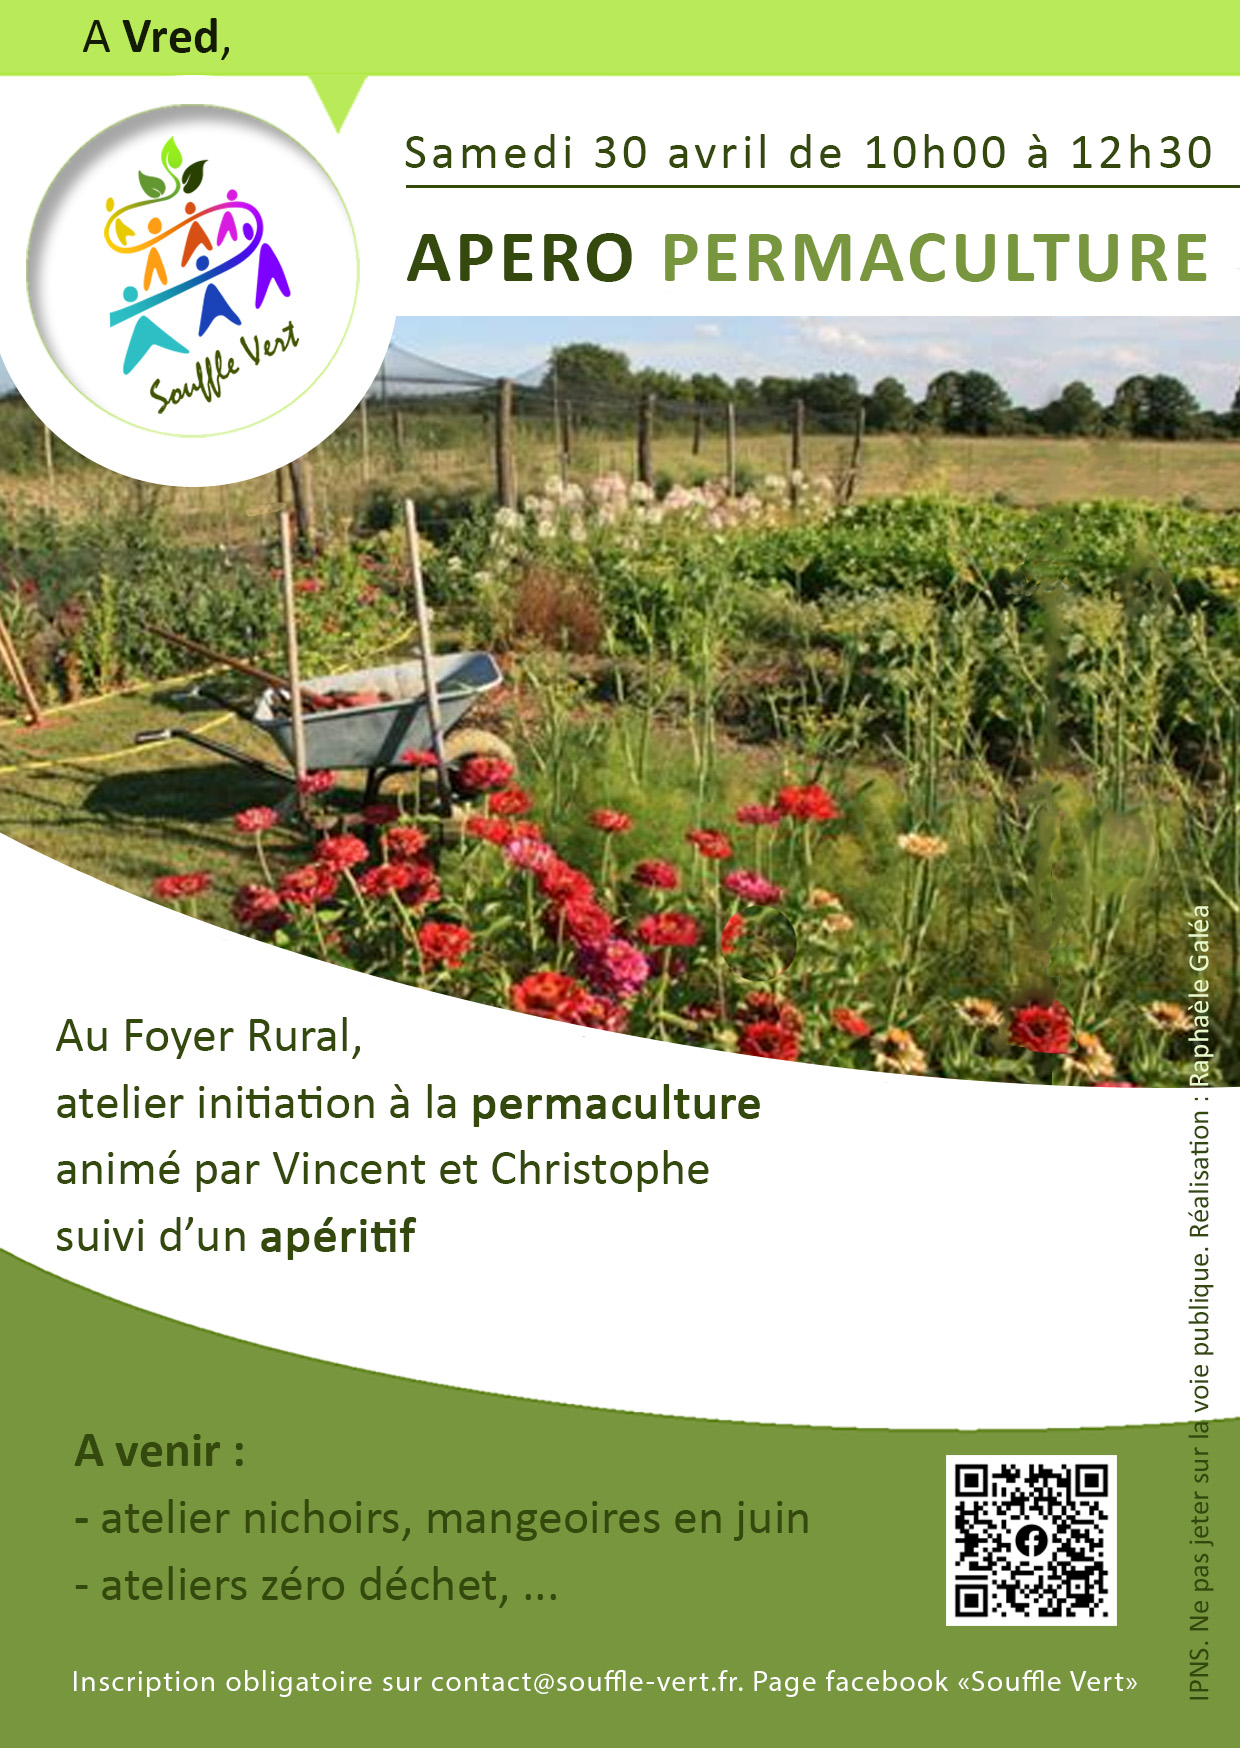 A Vred,
Samedi 30 avril de 10h00 à 12h30
APERO PERMACULTURE
Souffle Vert
Au Foyer Rural,
atelier initiation à la permaculture
animé par Vincent et Christophe
suivi d’un apéritif
A venir :
- atelier nichoirs, mangeoires en juin
- ateliers zéro déchet, ...
Inscription obligatoire sur contact@souffle-vert.fr. Page facebook «Souffle Vert»
IPNS. Ne pas jeter sur la voie publique. Réalisation : Raphaèle Galéa